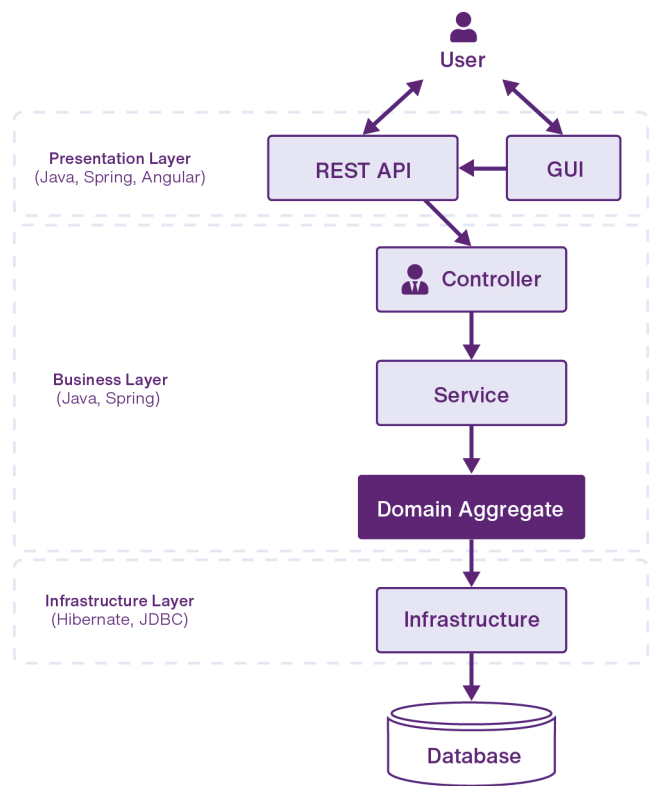 User
Presentation Layer
(Java, Spring, Angular)
REST API
GUI
Controller
Business Layer
(Java, Spring)
Service
Domain Aggregate
Infrastructure Layer
(Hibernate, JDBC)
Infrastructure
Database